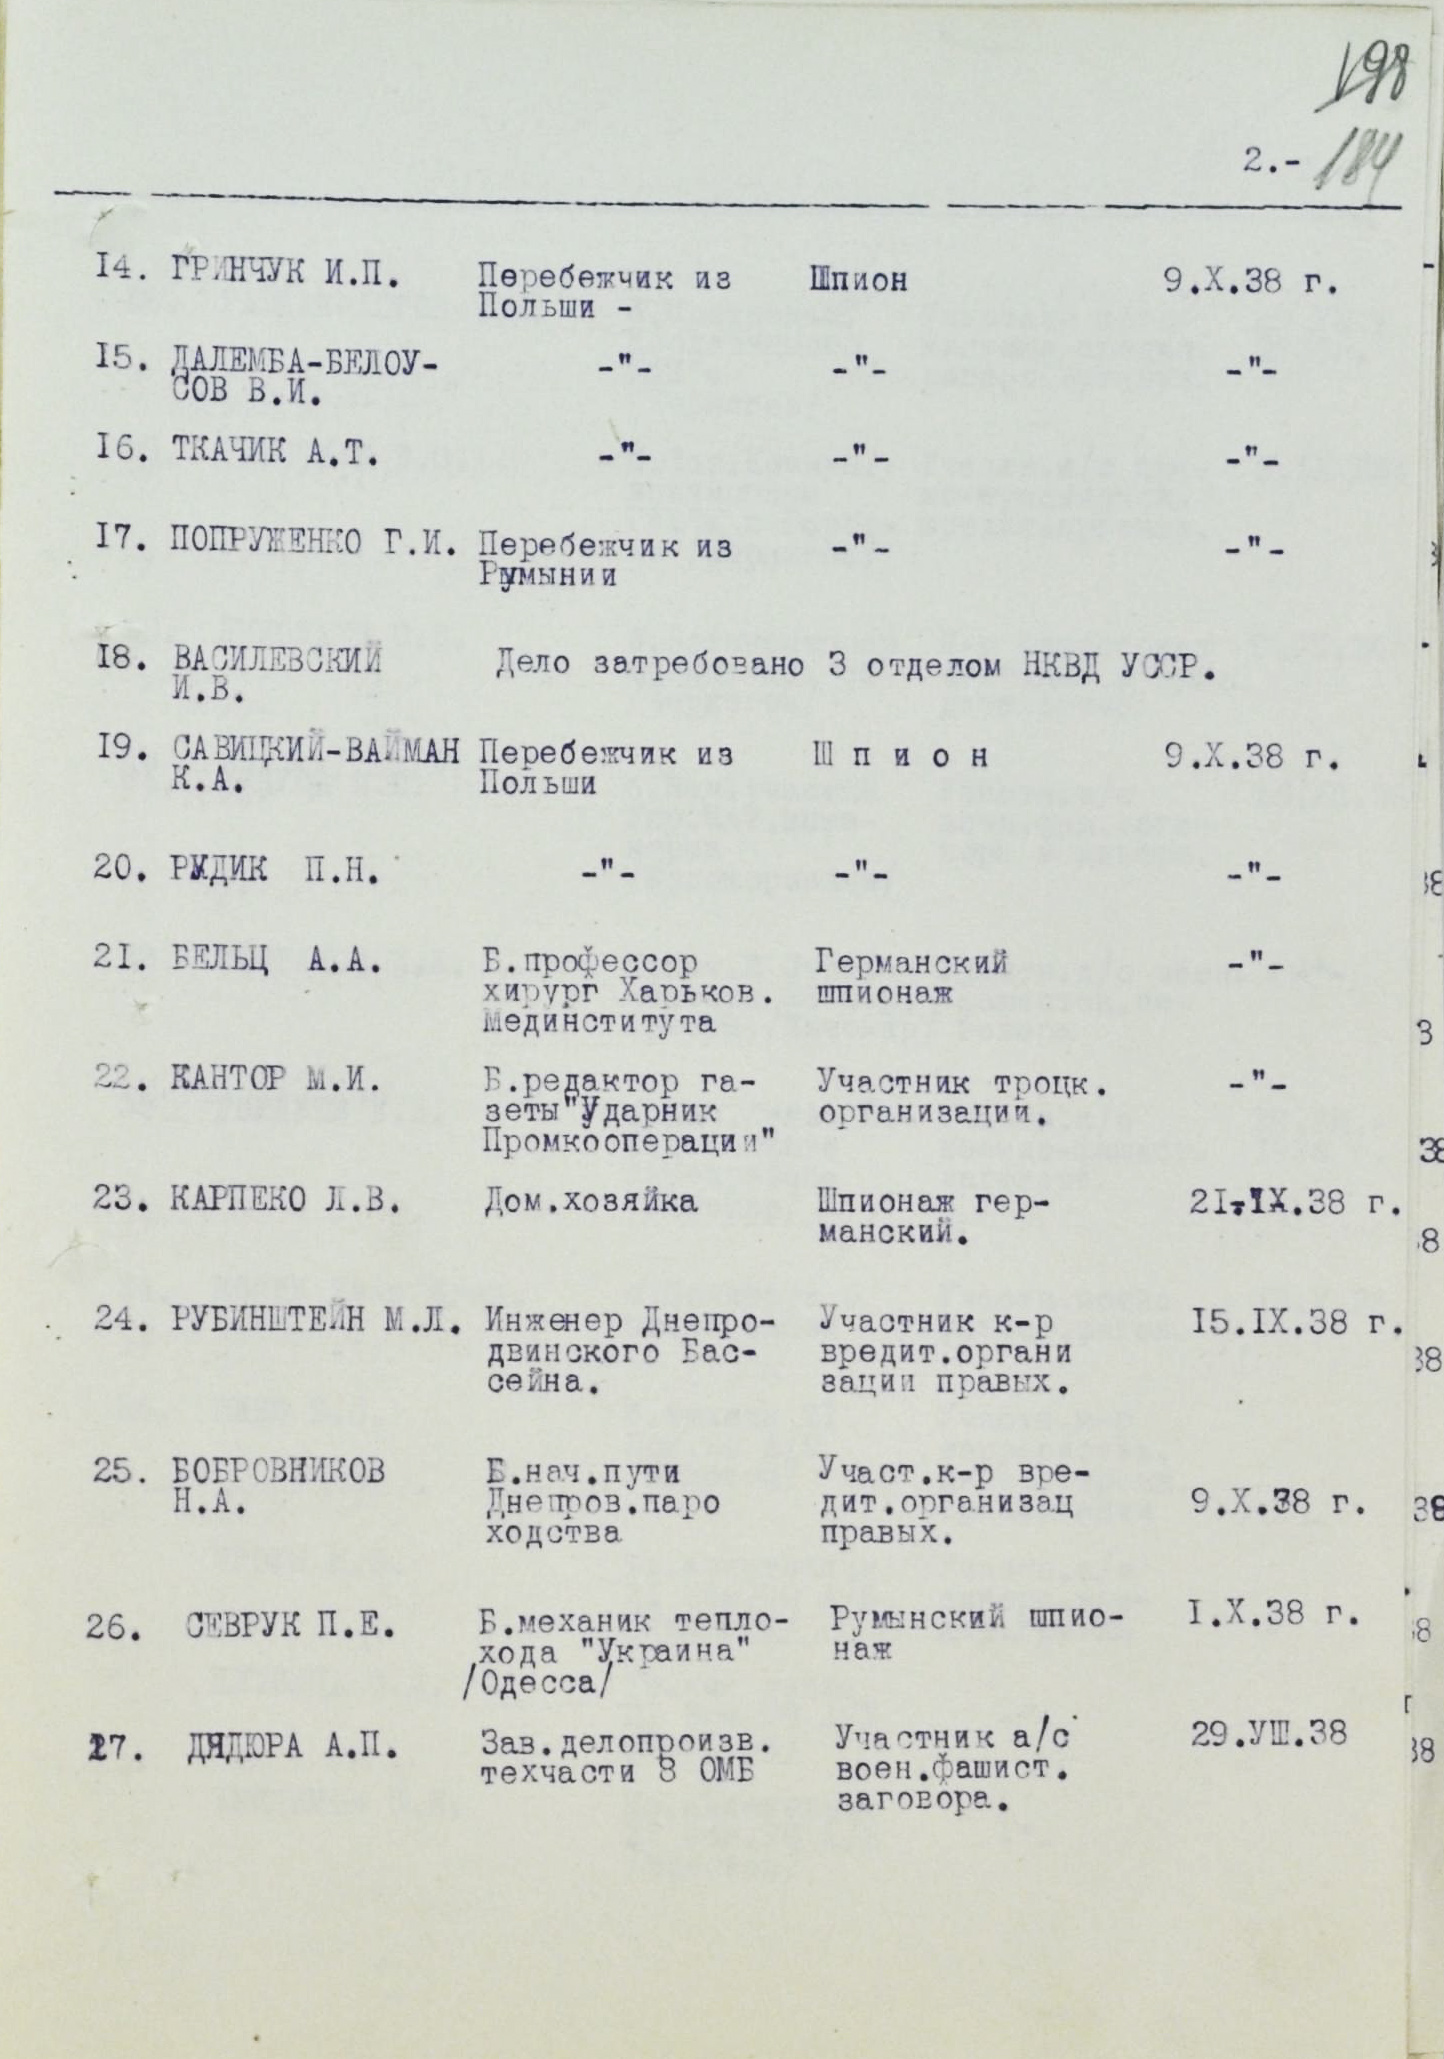 198
2.- 184
14. ГРИНЧУК И.П. Перебежчик из Шпион 9.X.38 г.
Польши -
15. ДАЛЕМБА-БЕЛОУ- -"- -"- -"-
СОВ В.И.
16. ТКАЧИК А.Т. -"- -"- -"-
17. ПОПРУЖЕНКО Г.И. Перебежчик из -"- -"-
Румынии
18. ВАСИЛЕВСКИЙ Дело затребовано 3 отделом НКВД УССР.
И.В.
19. САВИЦКИЙ-ВАЙМАН Перебежчик из Ш п и о н 9.X.38 г.
К.А. Польши
20. РУДИК П.Н. -"- -"- -"-
21. БЕЛЬЦ А.А. Б.профессор Германский -"-
хирург Харьков. шпионаж
Мединститута
22. КАНТОР М.И. Б.редактор га- Участник троцк. -"-
зеты"Ударник организации.
Промкооперации"
23. КАРПЕКО Л.В. Дом.хозяйка Шпионаж гер- 21.IX.38 г.
манский.
24. РУБИНШТЕЙН М.Л. Инженер Днепро- Участник к-р 15.IX.38 г.
двинского Бас- вредит.органи
сейна. зации правых.
25. БОБРОВНИКОВ Б.нач.пути Участ.к-р вре-
Н.А. Днепров.паро дит.организац 9.X.38 г.
ходства правых.
26. СЕВРУК П.Е. Б.механик тепло- Румынский шпио- 1.X.38 г.
хода "Украина" наж
/Одесса/
27. ДЯДЮРА А.П. Зав.делопроизв. Участник а/с 29.УШ.38
техчасти 8 ОМБ воен.фашист.
заговора.